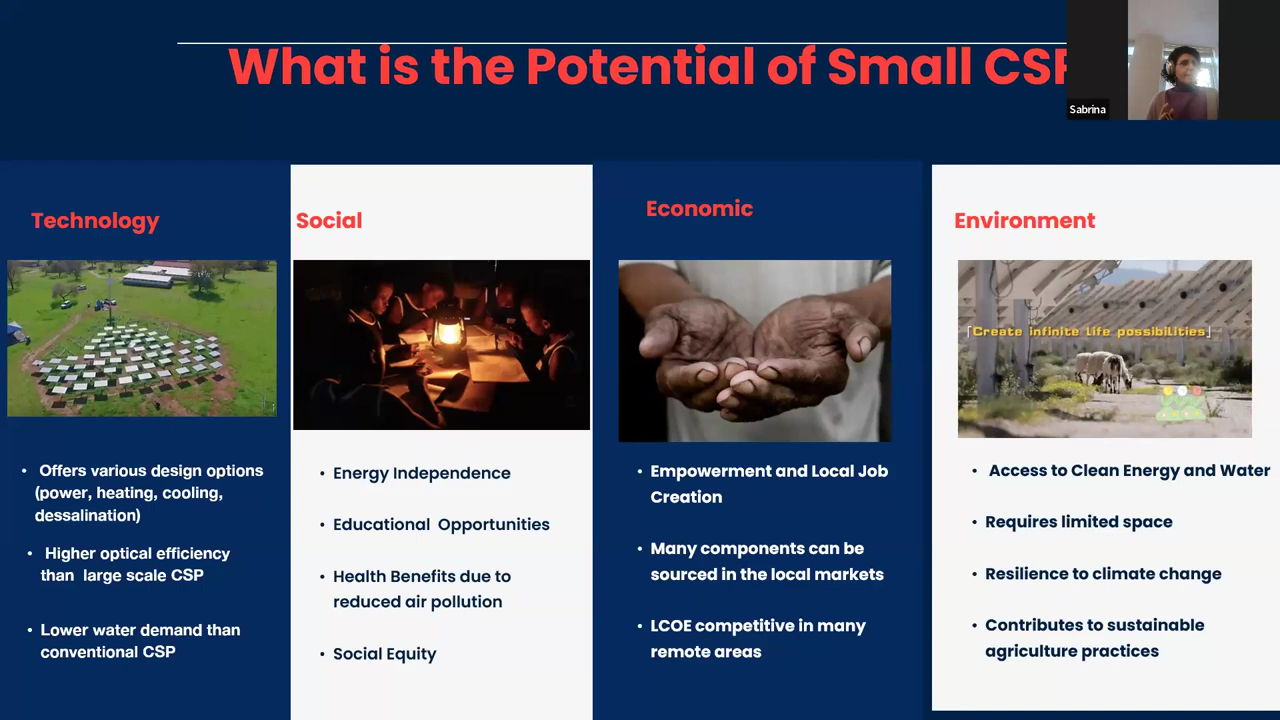 What is the Potential of Small CSP
Sabrina
Technology
Offers various design options
(power, heating, cooling,
dessalination)
Higher optical efficiency
than large scale CSP
Lower water demand than
conventional CSP
Social
Energy Independence
Educational Opportunities
Health Benefits due to
reduced air pollution
Social Equity
Economic
Empowerment and Local Job
Creation
Many components can be
sourced in the local markets
LCOE competitive in many
remote areas
Environment
「Create infinite life possibilities」
Access to Clean Energy and Water
Requires limited space
Resilience to climate change
Contributes to sustainable
agriculture practices